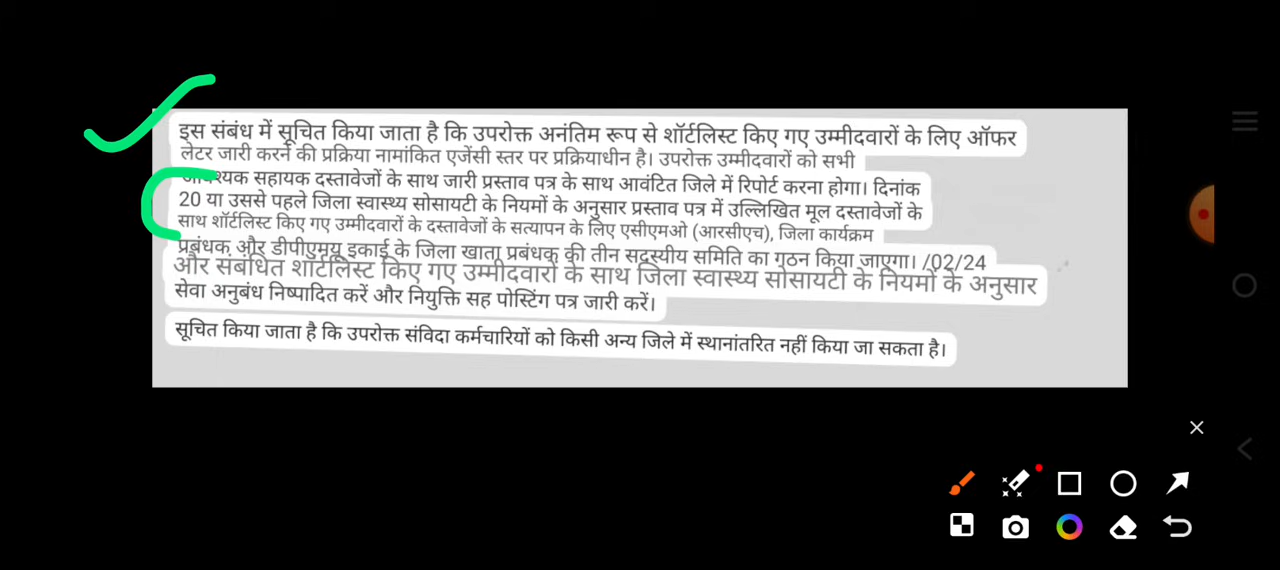 इस संबंध में सूचित किया जाता है कि उपरोक्त अनंतिम रूप से शॉर्टलिस्ट किए गए उम्मीदवारों के लिए ऑफर
लेटर जारी करने की प्रक्रिया नामांकित एजेंसी स्तर पर प्रक्रियाधीन है। उपरोक्त उम्मीदवारों को सभी
आवश्यक सहायक दस्तावेजों के साथ जारी प्रस्ताव पत्र के साथ आवंटित जिले में रिपोर्ट करना होगा। दिनांक
20 या उससे पहले जिला स्वास्थ्य सोसायटी के नियमों के अनुसार प्रस्ताव पत्र में उल्लिखित मूल दस्तावेजों के
साथ शॉर्टलिस्ट किए गए उम्मीदवारों के दस्तावेजों के सत्यापन के लिए एसीएमओ (आरसीएच), जिला कार्यक्रम
प्रबंधक और डीपीएमयू इकाई के जिला खाता प्रबंधक की तीन सदस्यीय समिति का गठन किया जाएगा। /02/24
और संबंधित शॉर्टलिस्ट किए गए उम्मीदवारों के साथ जिला स्वास्थ्य सोसायटी के नियमों के अनुसार
सेवा अनुबंध निष्पादित करें और नियुक्ति सह पोस्टिंग पत्र जारी करें।
सूचित किया जाता है कि उपरोक्त संविदा कर्मचारियों को किसी अन्य जिले में स्थानांतरित नहीं किया जा सकता है।